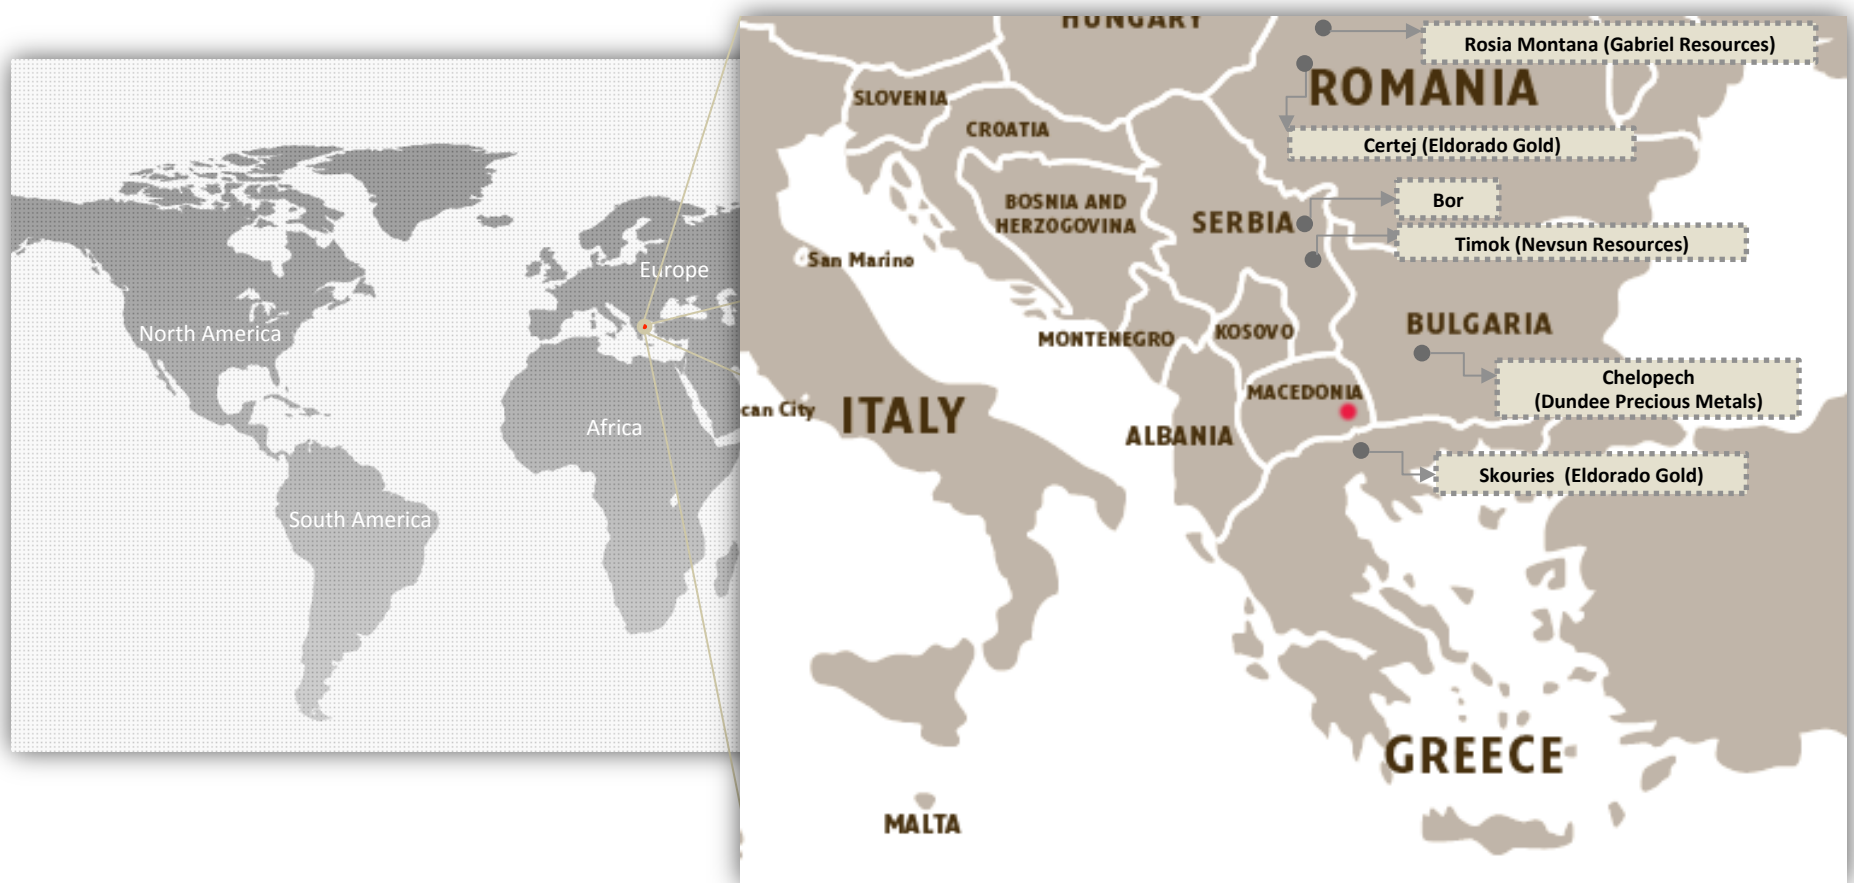 North America
Europe
Africa
South America
HUNGARY
Rosia Montana (Gabriel Resources)
ROMANIA
SLOVENIA
CROATIA
Certej (Eldorado Gold)
BOSNIA AND
HERZOGOVINA
SERBIA
Bor
Timok (Nevsun Resources)
San Marino
MONTENEGRO
KOSOVO
BULGARIA
Chelopech
(Dundee Precious Metals)
MACEDONIA
can City
ITALY
ALBANIA
Skouries (Eldorado Gold)
GREECE
MALTA